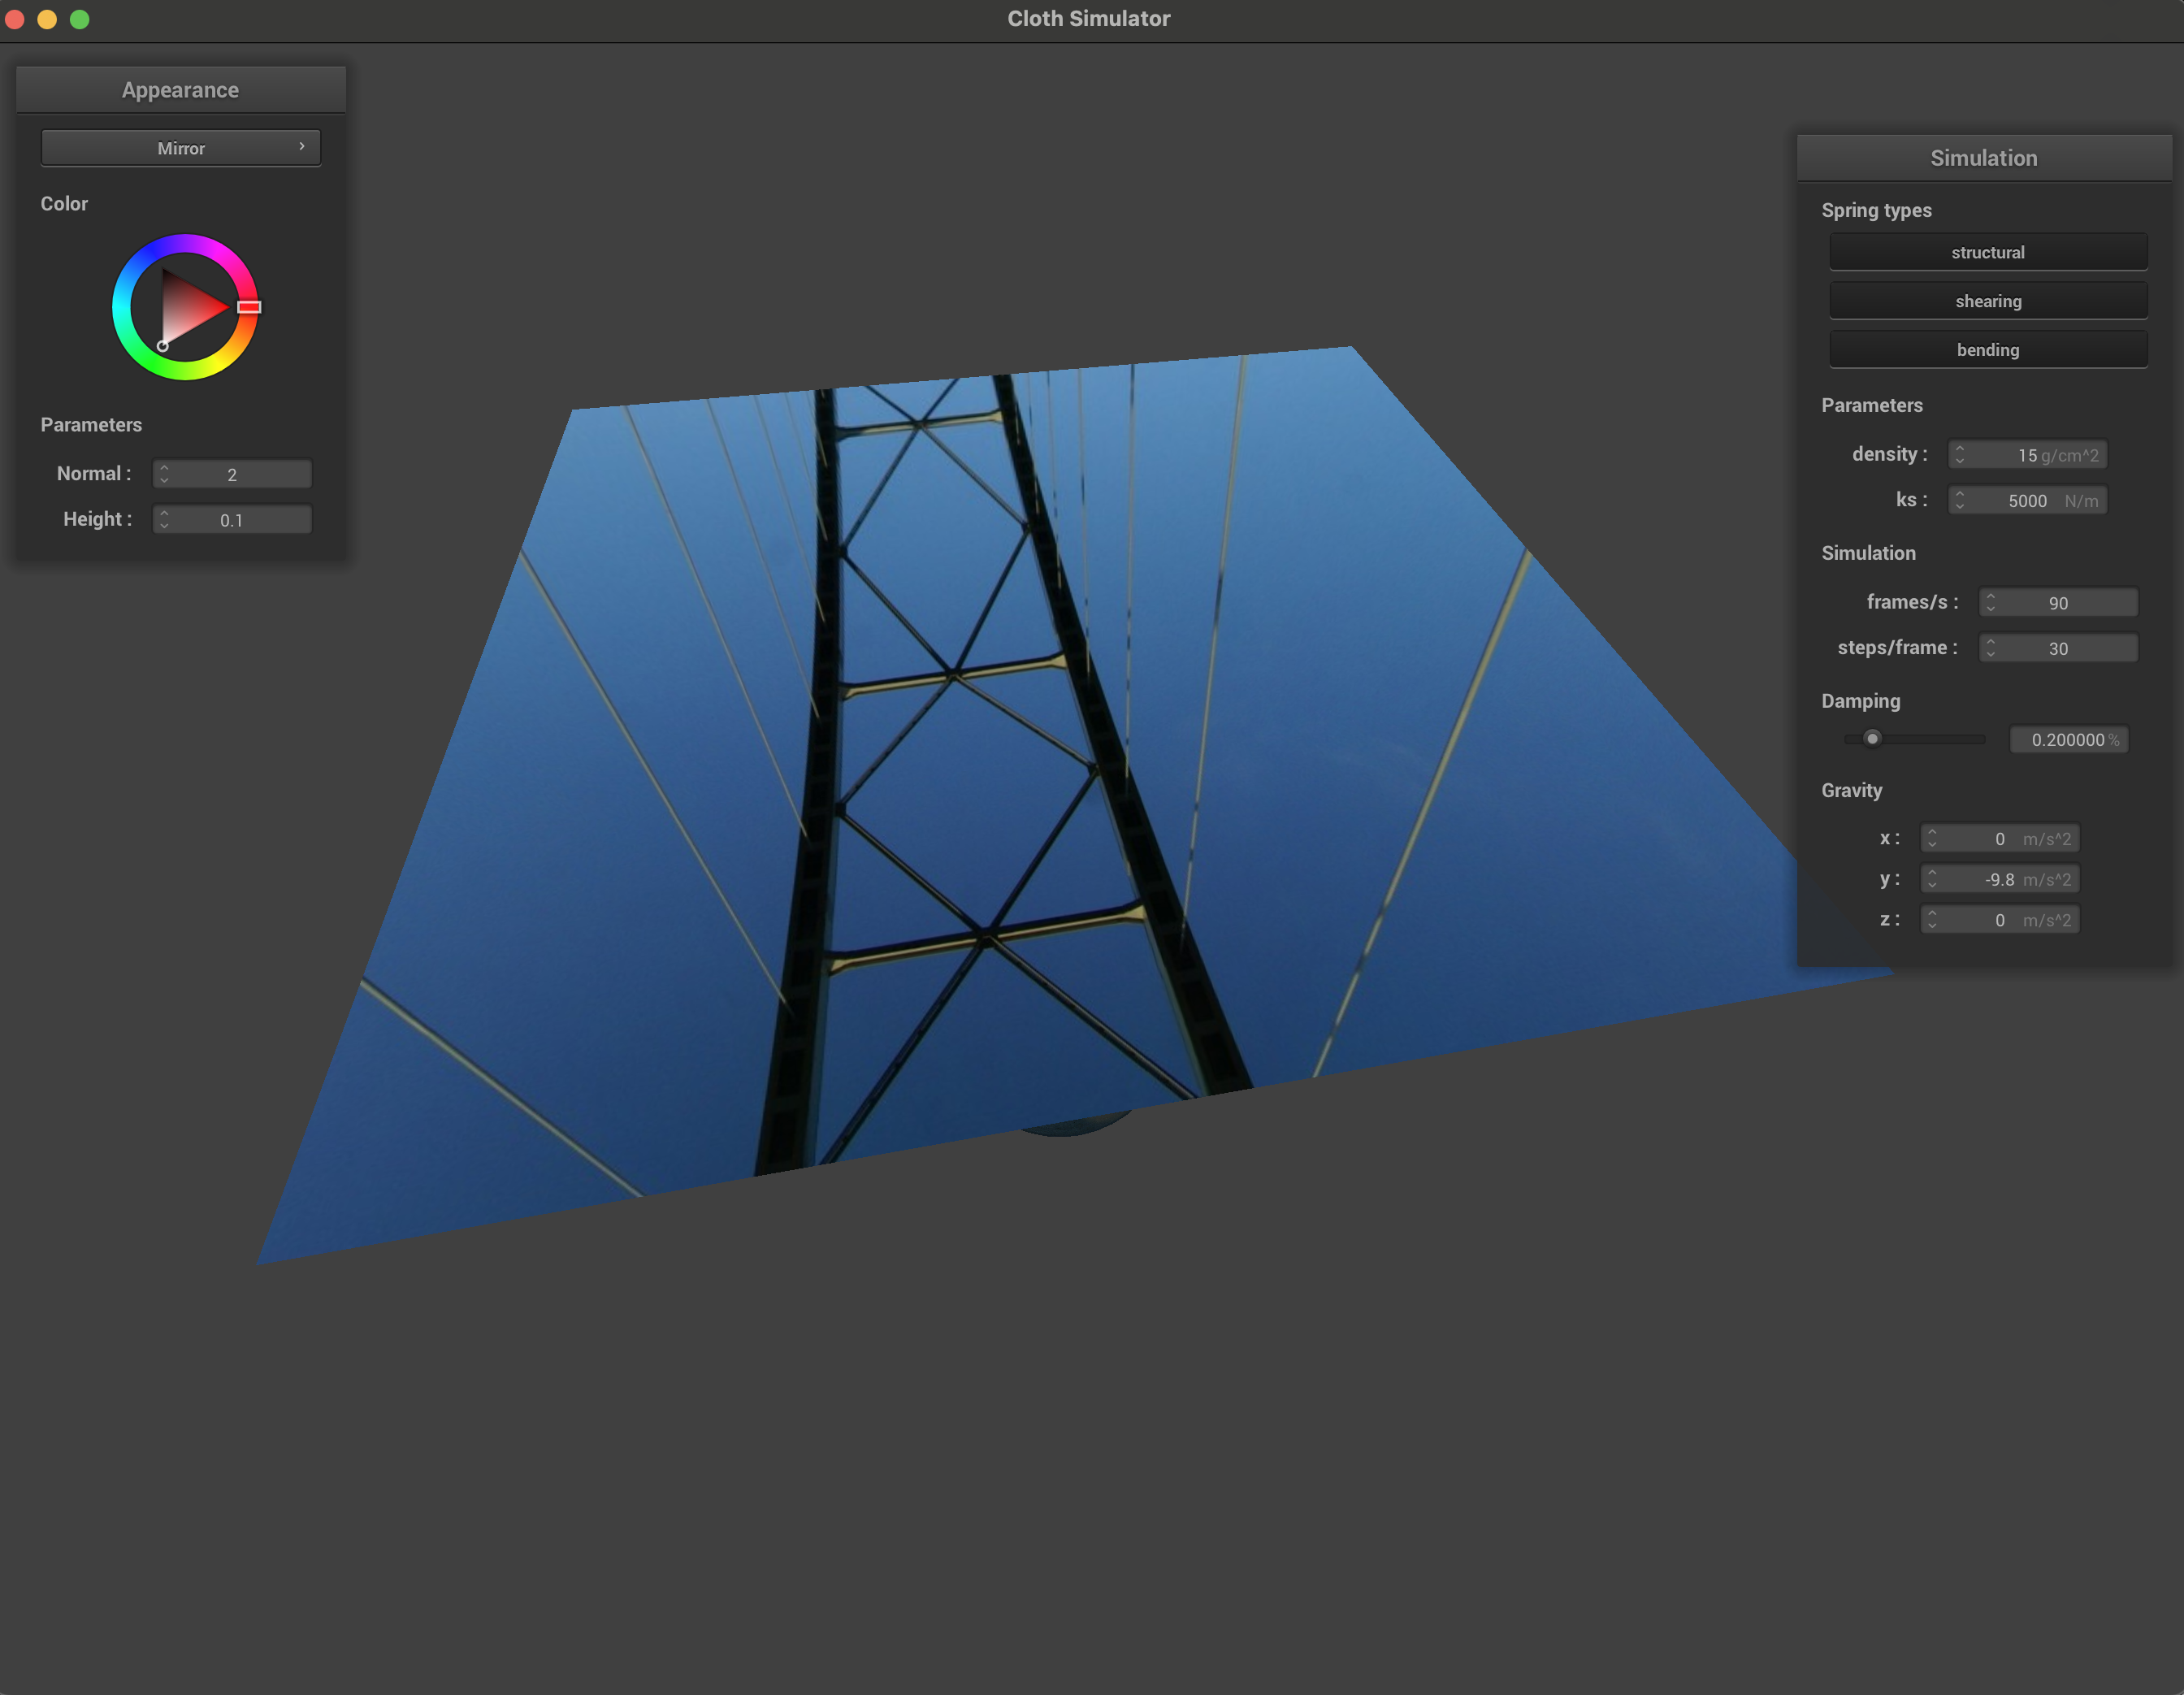 Cloth Simulator
Appearance
Mirror
Color
Parameters
Normal : 2
Height : 0.1
Simulation
Spring types
structural
shearing
bending
Parameters
density : 15 g/cm^2
ks : 5000 N/m
Simulation
frames/s : 90
steps/frame : 30
Damping
0.200000 %
Gravity
x : 0 m/s^2
y : -9.8 m/s^2
z : 0 m/s^2